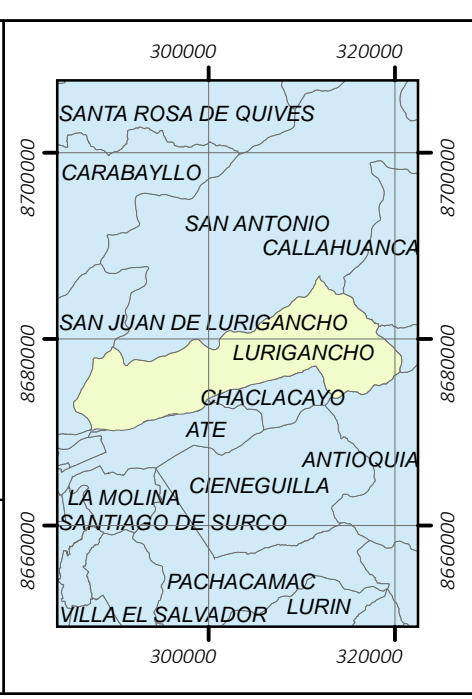 300000 320000
SANTA ROSA DE QUIVES
8700000 8700000
CARABAYLLO
SAN ANTONIO
CALLAHUANCA
SAN JUAN DE LURIGANCHO
8680000 8680000
LURIGANCHO
CHACLACAYO
ATE
ANTIOQUIA
CIENEGUILLA
LA MOLINA
SANTIAGO DE SURCO
8660000 8660000
PACHACAMAC
LURIN
VILLA EL SALVADOR
300000 320000